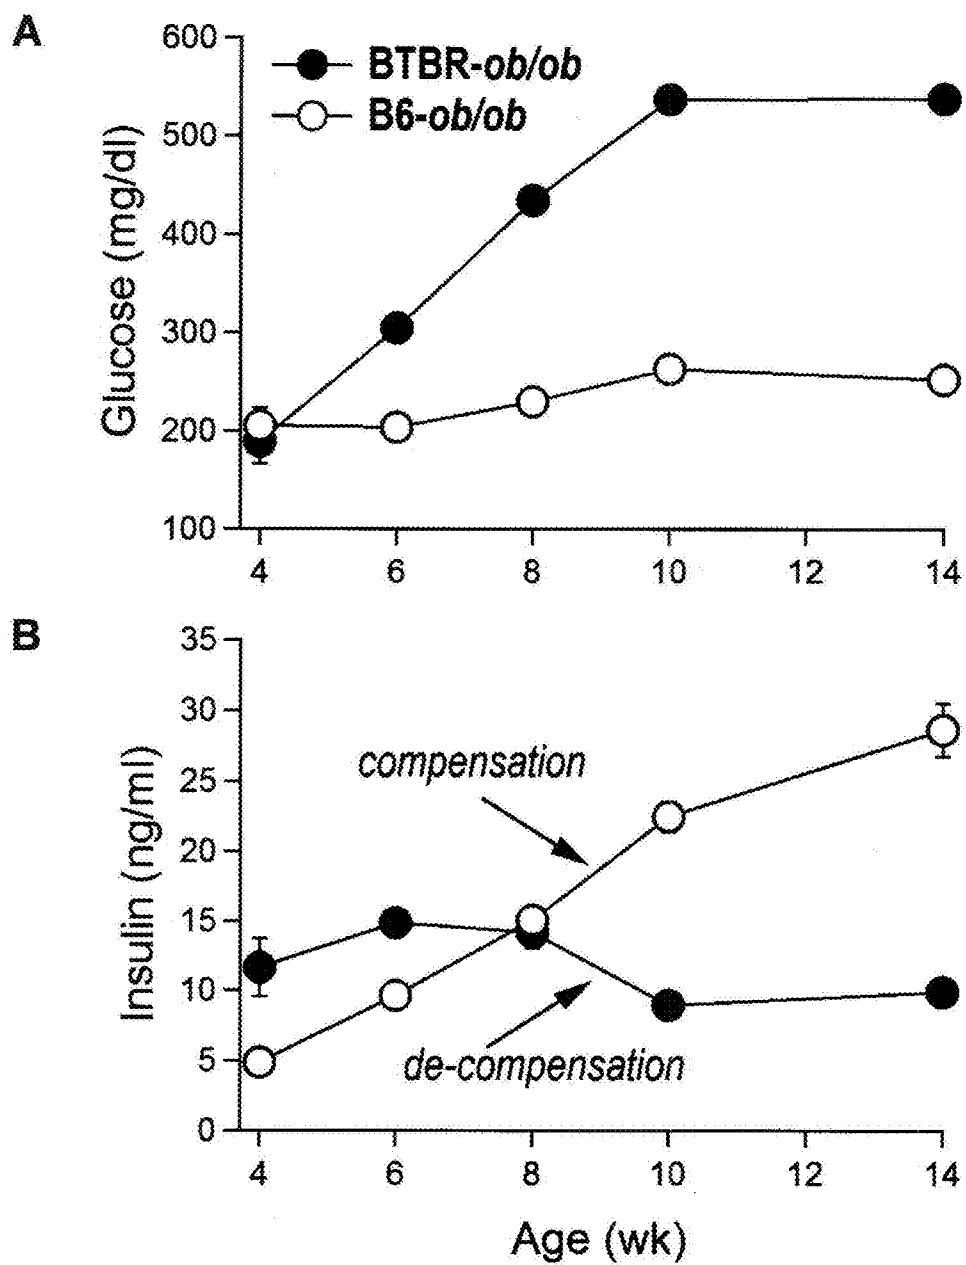 A
600
500
400
300
200
100
Glucose (mg/dl)
BTBR-ob/ob
B6-ob/ob
4 6 8 10 12 14
B
35
30
25
20
15
10
5
0
Insulin (ng/ml)
compensation
de-compensation
4 6 8 10 12 14
Age (wk)